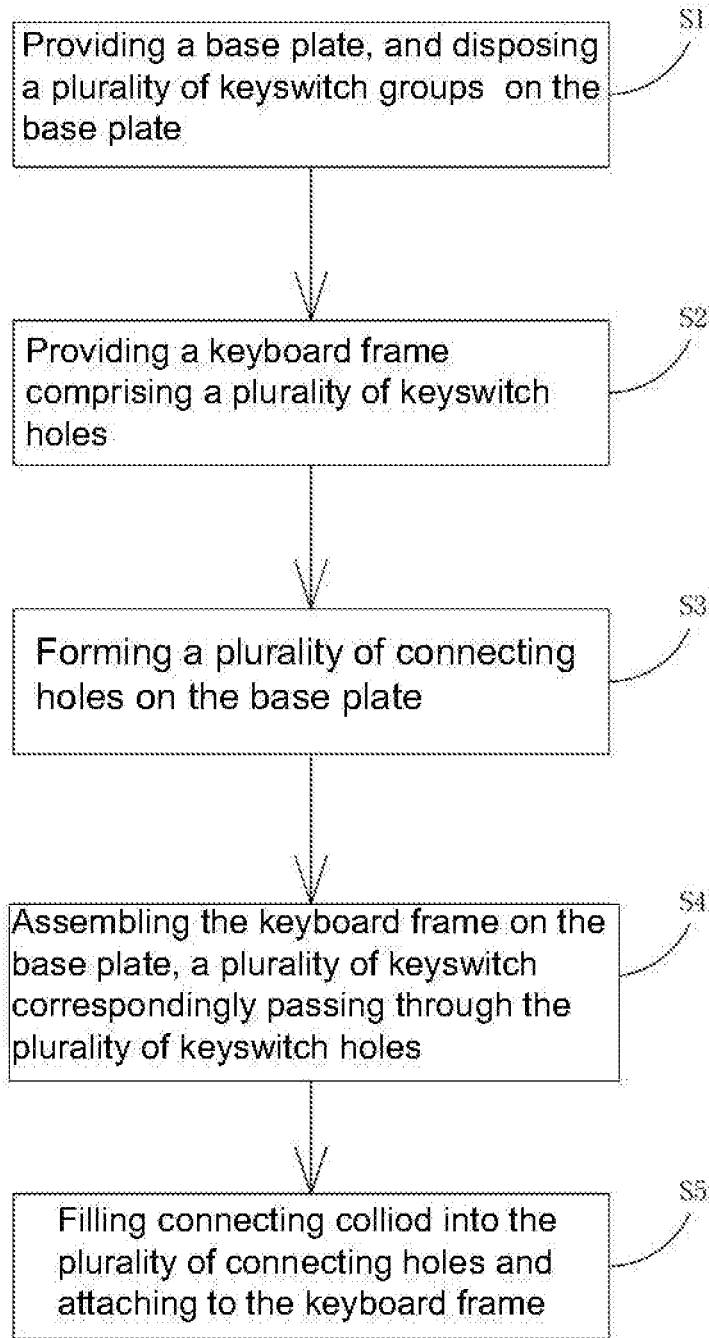 S1
Providing a base plate, and disposing
a plurality of keyswitch groups on the
base plate
S2
Providing a keyboard frame
comprising a plurality of keyswitch
holes
S3
Forming a plurality of connecting
holes on the base plate
S4
Assembling the keyboard frame on the
base plate, a plurality of keyswitch
correspondingly passing through the
plurality of keyswitch holes
S5
Filling connecting colliod into the
plurality of connecting holes and
attaching to the keyboard frame